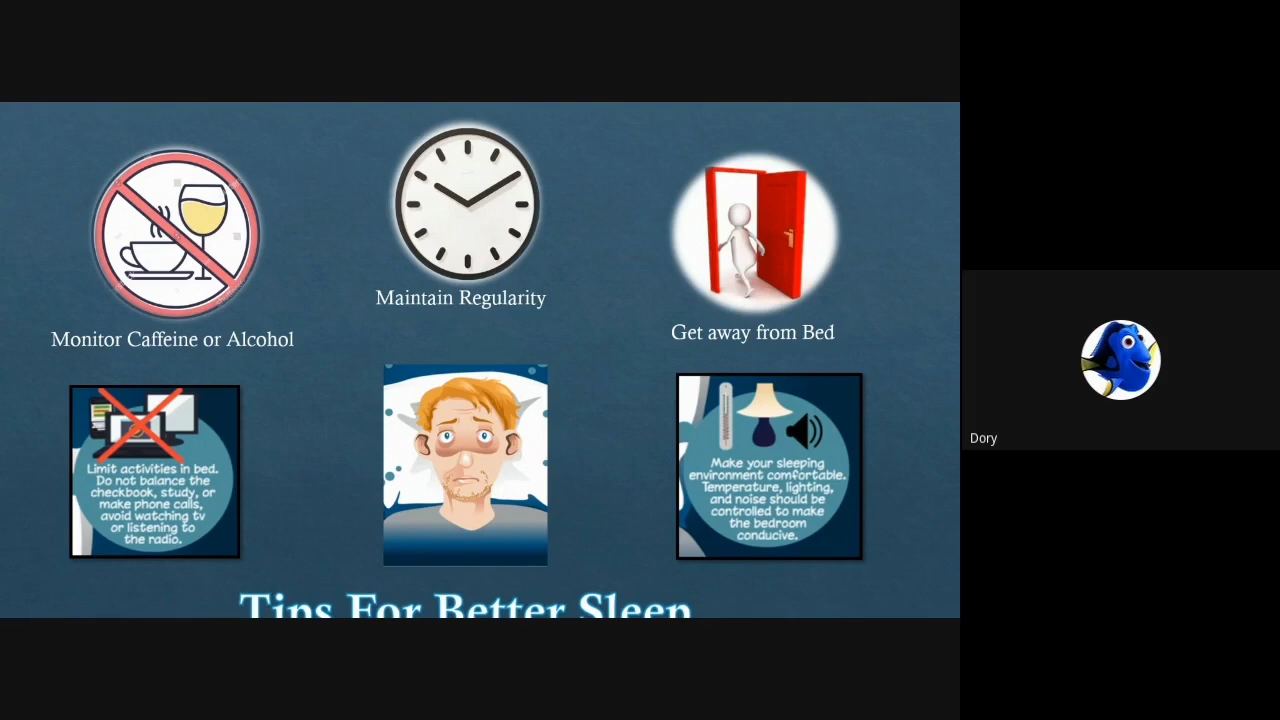 Maintain Regularity
Monitor Caffeine or Alcohol
Get away from Bed
Limit activities in bed.
Do not balance the
checkbook, study, or
make phone calls,
avoid watching tv
or listening to
the radio.
Make your sleeping
environment comfortable.
Temperature, lighting,
and noise should be
controlled to make
the bedroom
conducive.
Tips For Better Sleep
Dory